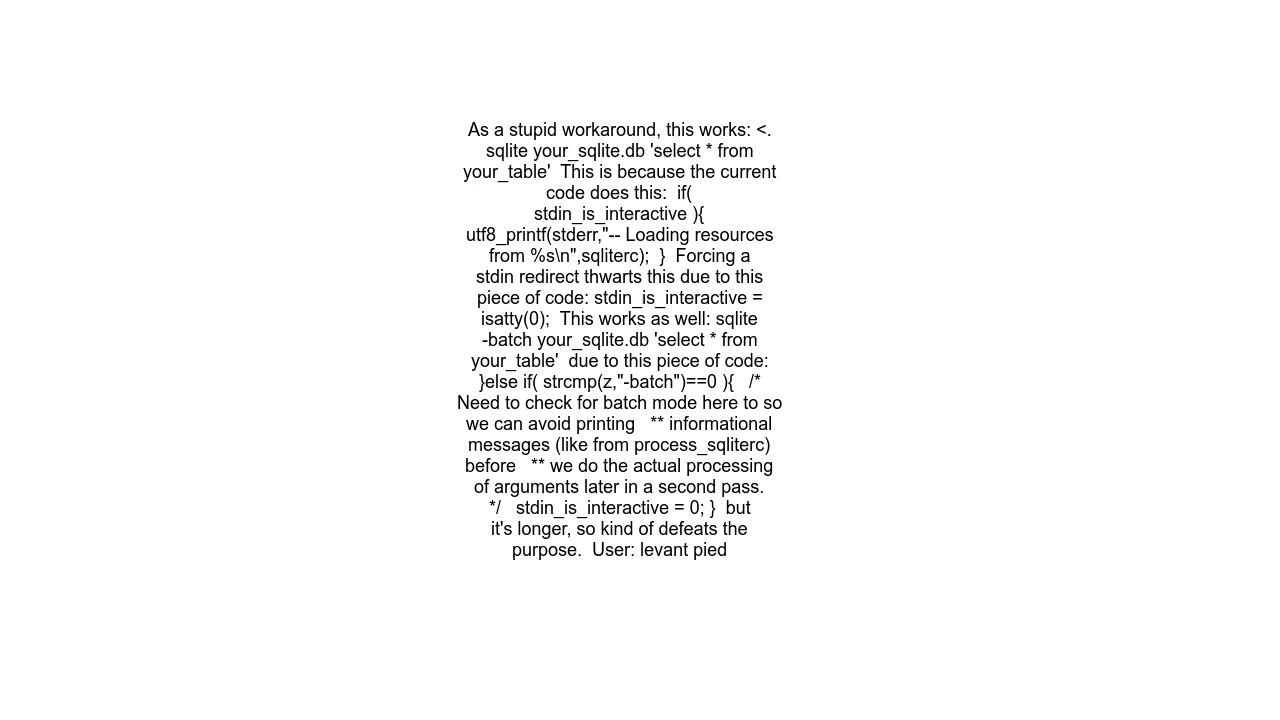 As a stupid workaround, this works: <.
sqlite your_sqlite.db 'select * from
your_table'  This is because the current
code does this:  if(
stdin_is_interactive ){
utf8_printf(stderr,"-- Loading resources
from %s\n",sqliterc);  }  Forcing a
stdin redirect thwarts this due to this
piece of code: stdin_is_interactive =
isatty(0);  This works as well: sqlite
-batch your_sqlite.db 'select * from
your_table'  due to this piece of code:
}else if( strcmp(z,"-batch")==0 ){   /*
Need to check for batch mode here to so
we can avoid printing   ** informational
messages (like from process_sqliterc)
before   ** we do the actual processing
of arguments later in a second pass.
*/   stdin_is_interactive = 0; }  but
it's longer, so kind of defeats the
purpose.  User: levant pied